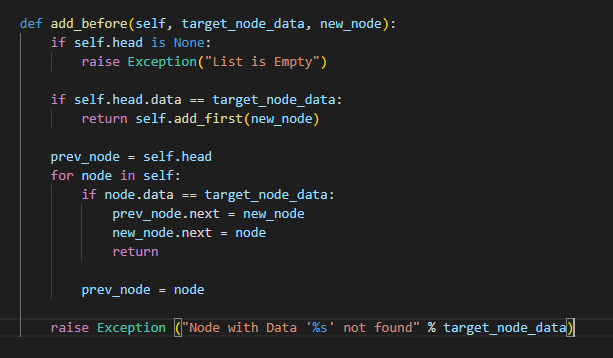 def add_before(self, target_node_data, new_node):
    if self.head is None:
        raise Exception("List is Empty")

    if self.head.data == target_node_data:
        return self.add_first(new_node)

    prev_node = self.head
    for node in self:
        if node.data == target_node_data:
            prev_node.next = new_node
            new_node.next = node
            return

        prev_node = node

    raise Exception ("Node with Data '%s' not found" % target_node_data)